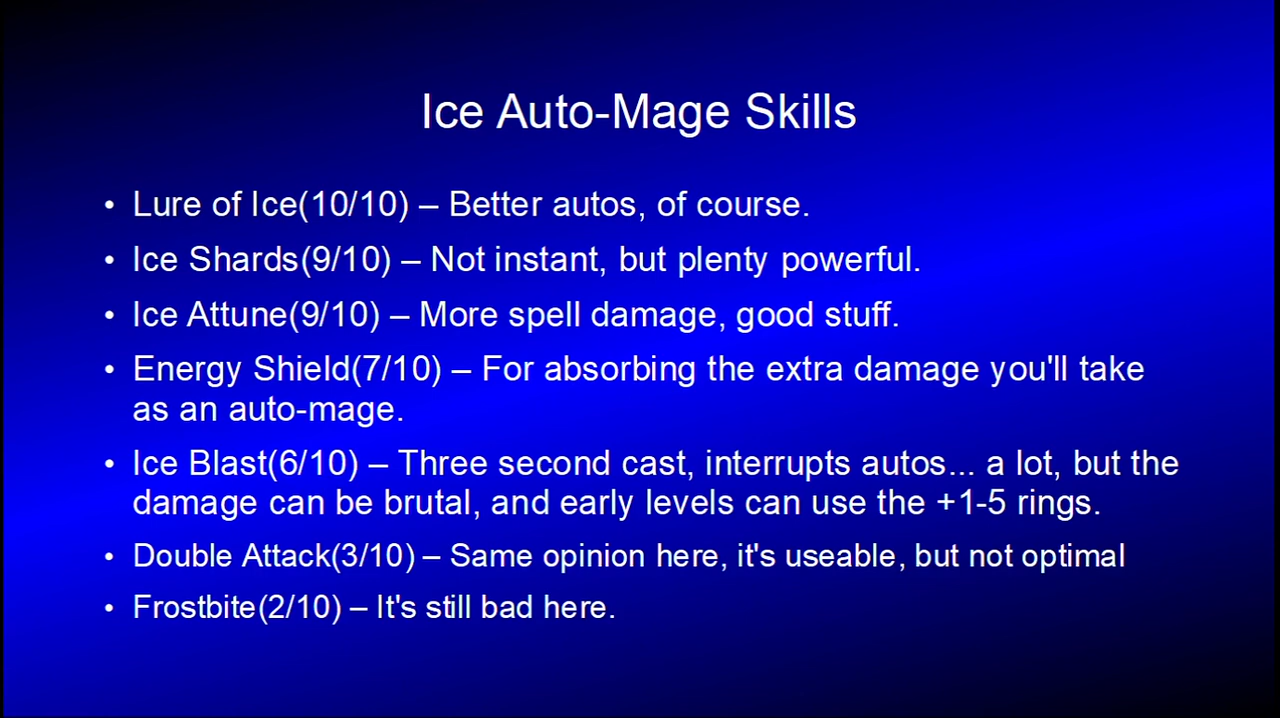 Ice Auto-Mage Skills
• Lure of Ice(10/10) – Better autos, of course.
• Ice Shards(9/10) – Not instant, but plenty powerful.
• Ice Attune(9/10) – More spell damage, good stuff.
• Energy Shield(7/10) – For absorbing the extra damage you'll take
as an auto-mage.
• Ice Blast(6/10) – Three second cast, interrupts autos... a lot, but the
damage can be brutal, and early levels can use the +1-5 rings.
• Double Attack(3/10) – Same opinion here, it's useable, but not optimal
• Frostbite(2/10) – It's still bad here.